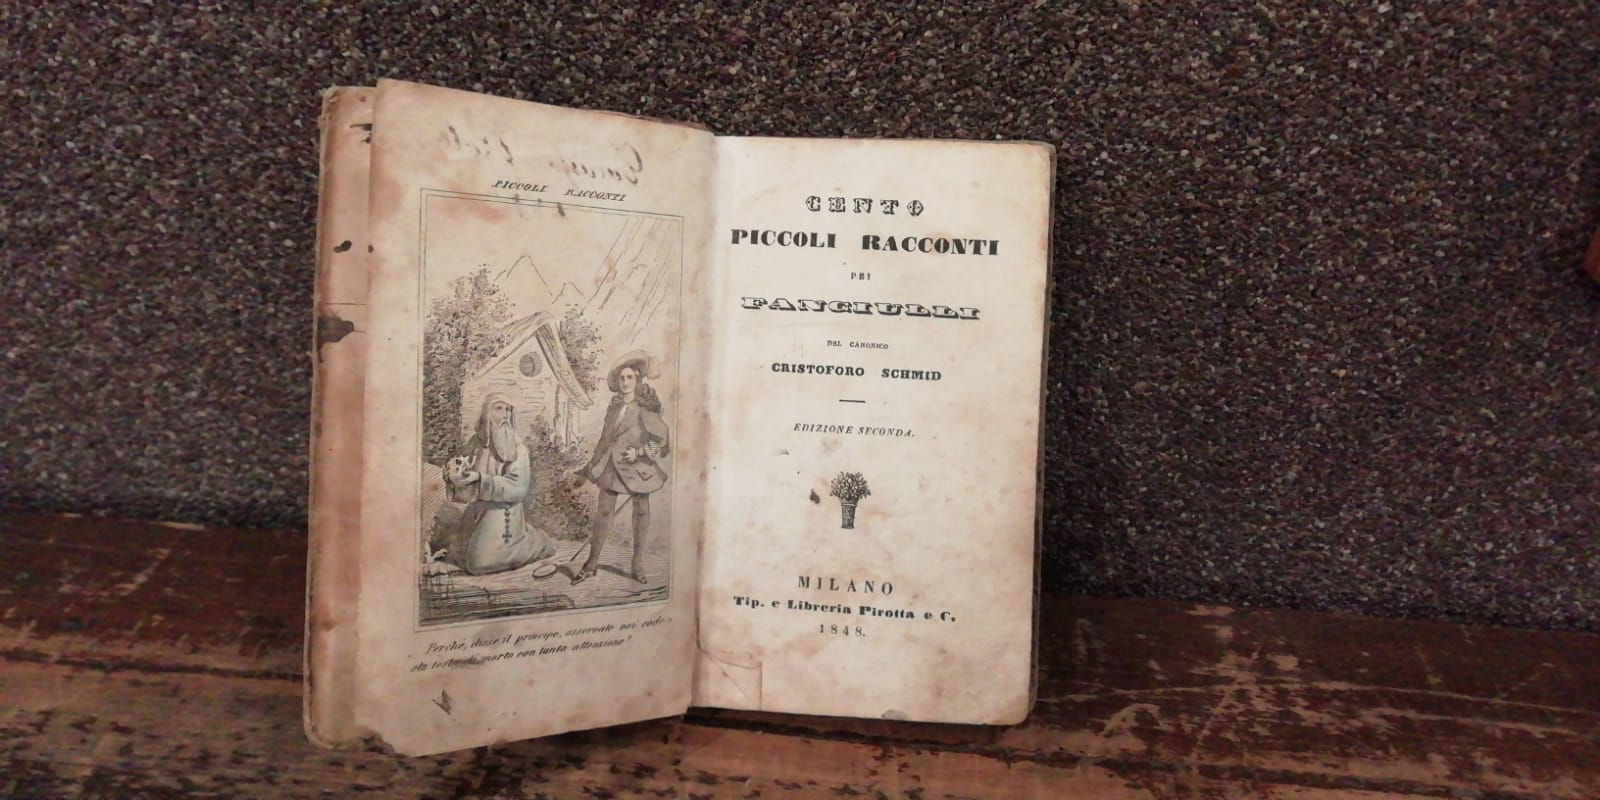 PICCOLI RACCONTI
Perché, disse il principe, osservate voi code-
sta testa di morto con tanta attenzione?
CENTO
PICCOLI RACCONTI
PEI
FANCIULLI
DEL CANONICO
CRISTOFORO SCHMID
EDIZIONE SECONDA.
MILANO
Tip. e Libreria Pirotta e C.
1848.